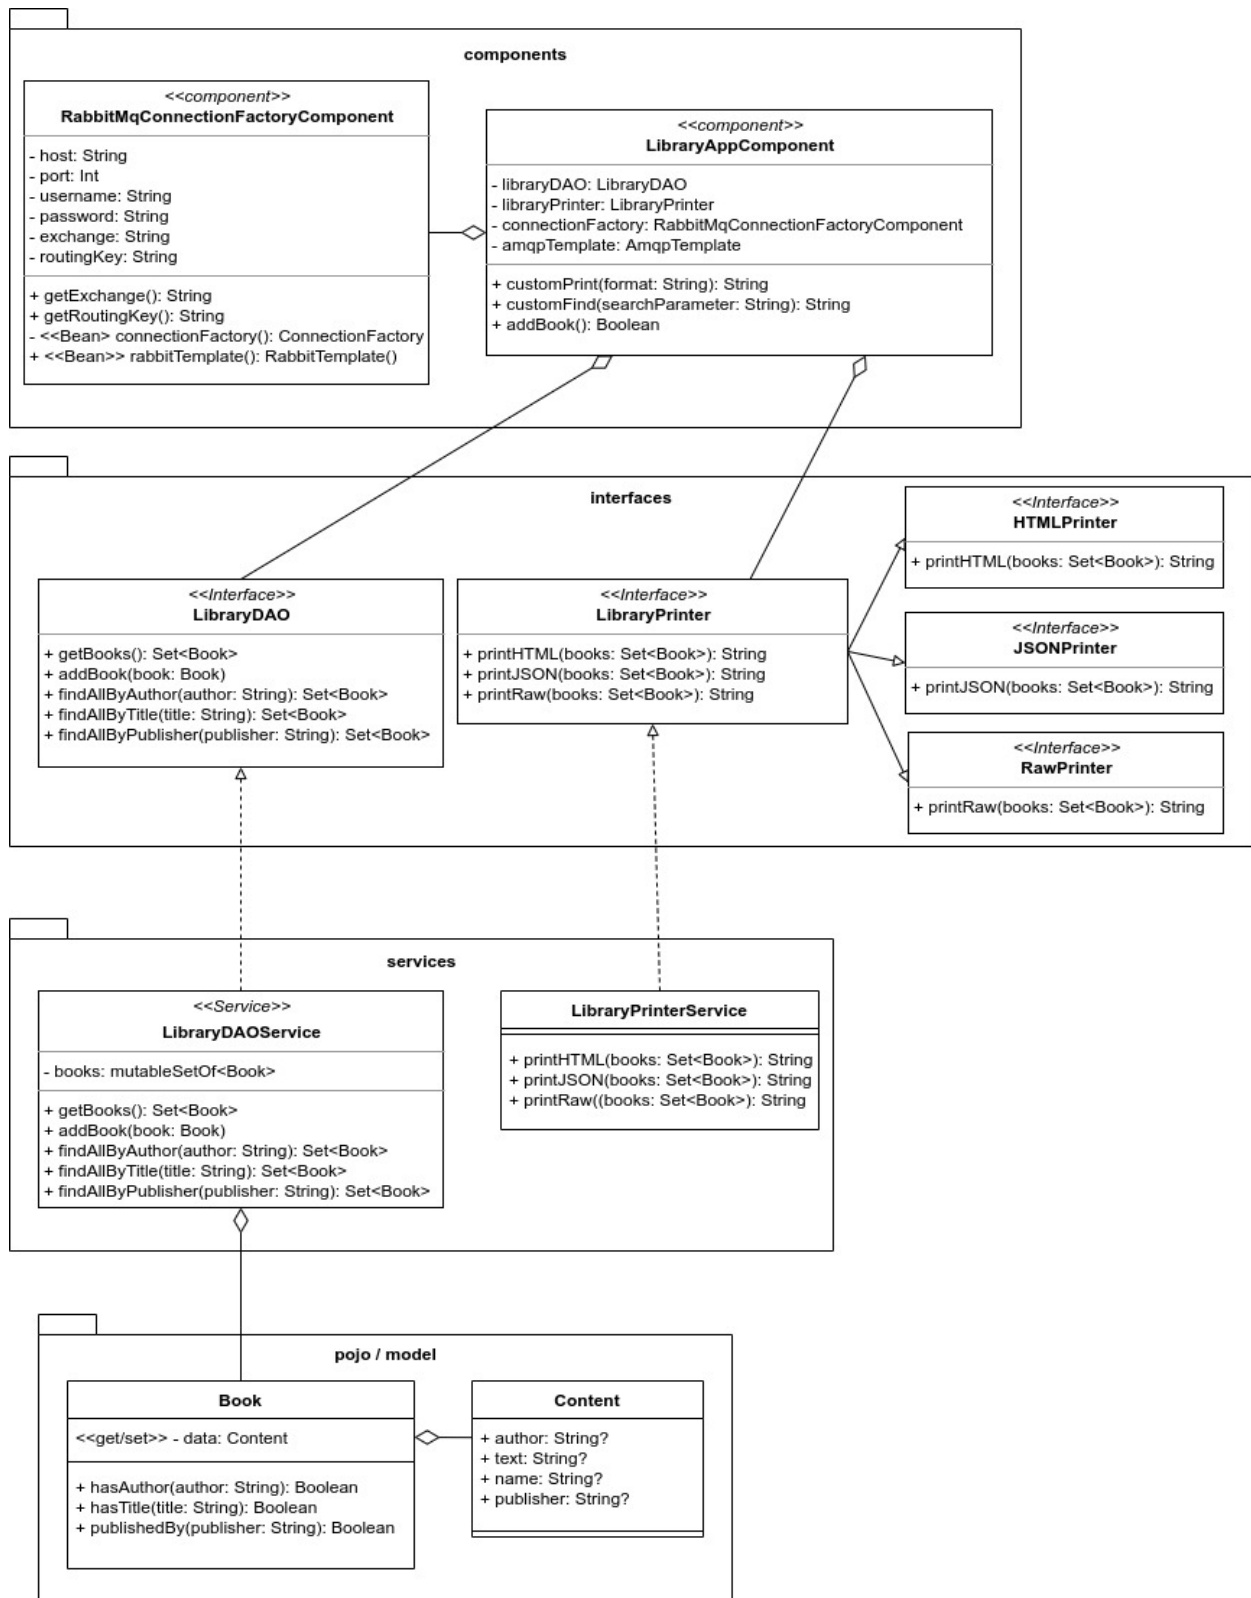 components
<<component>>
RabbitMqConnectionFactoryComponent
- host: String
- port: Int
- username: String
- password: String
- exchange: String
- routingKey: String
+ getExchange(): String
+ getRoutingKey(): String
- <<Bean> connectionFactory(): ConnectionFactory
+ <<Bean>> rabbitTemplate(): RabbitTemplate()
<<component>>
LibraryAppComponent
- libraryDAO: LibraryDAO
- libraryPrinter: LibraryPrinter
- connectionFactory: RabbitMqConnectionFactoryComponent
- amqpTemplate: AmqpTemplate
+ customPrint(format: String): String
+ customFind(searchParameter: String): String
+ addBook(): Boolean
interfaces
<<Interface>>
LibraryDAO
+ getBooks(): Set<Book>
+ addBook(book: Book)
+ findAllByAuthor(author: String): Set<Book>
+ findAllByTitle(title: String): Set<Book>
+ findAllByPublisher(publisher: String): Set<Book>
<<Interface>>
LibraryPrinter
+ printHTML(books: Set<Book>): String
+ printJSON(books: Set<Book>): String
+ printRaw(books: Set<Book>): String
<<Interface>>
HTMLPrinter
+ printHTML(books: Set<Book>): String
<<Interface>>
JSONPrinter
+ printJSON(books: Set<Book>): String
<<Interface>>
RawPrinter
+ printRaw(books: Set<Book>): String
services
<<Service>>
LibraryDAOService
- books: mutableSetOf<Book>
+ getBooks(): Set<Book>
+ addBook(book: Book)
+ findAllByAuthor(author: String): Set<Book>
+ findAllByTitle(title: String): Set<Book>
+ findAllByPublisher(publisher: String): Set<Book>
LibraryPrinterService
+ printHTML(books: Set<Book>): String
+ printJSON(books: Set<Book>): String
+ printRaw((books: Set<Book>): String
pojo / model
Book
<<get/set>> - data: Content
+ hasAuthor(author: String): Boolean
+ hasTitle(title: String): Boolean
+ publishedBy(publisher: String): Boolean
Content
+ author: String?
+ text: String?
+ name: String?
+ publisher: String?